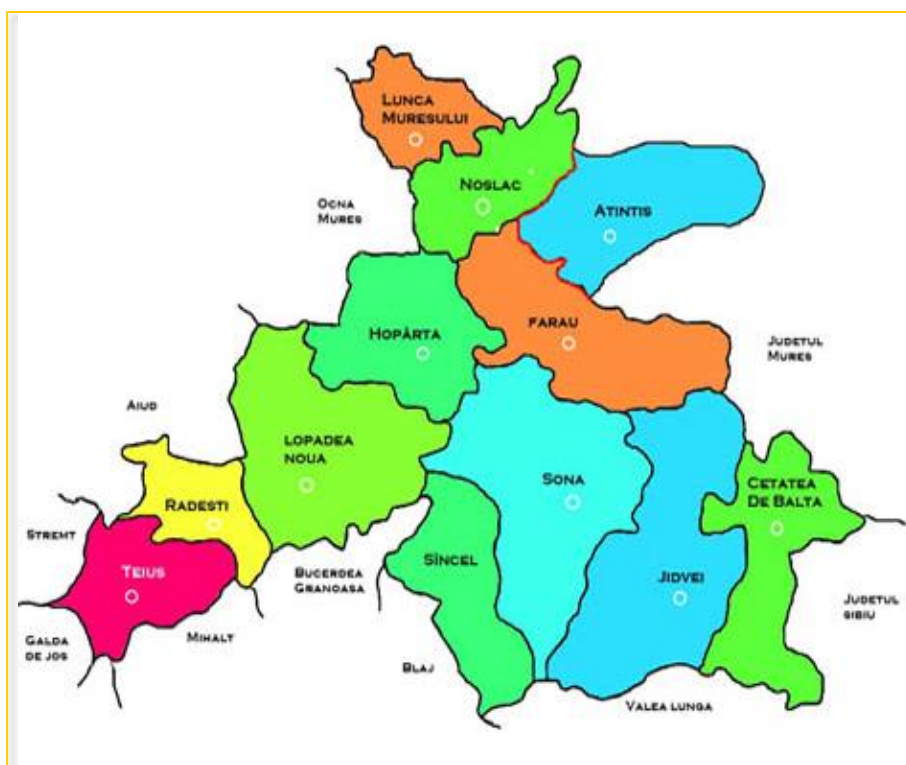 LUNCA
MURESULUI
NOSLAC
OCNA
MURES
ATINTIS
HOPÂRTA
FARAU
JUDETUL
MURES
AIUD
LOPADEA
NOUA
RADESTI
SONA
CETATEA
DE BALTA
STREMT
TEIUS
BUCERDEA
GRANOASA
SÎNCEL
JIDVEI
JUDETUL
SIBIU
GALDA
DE JOS
MIHALT
BLAJ
VALEA LUNGA